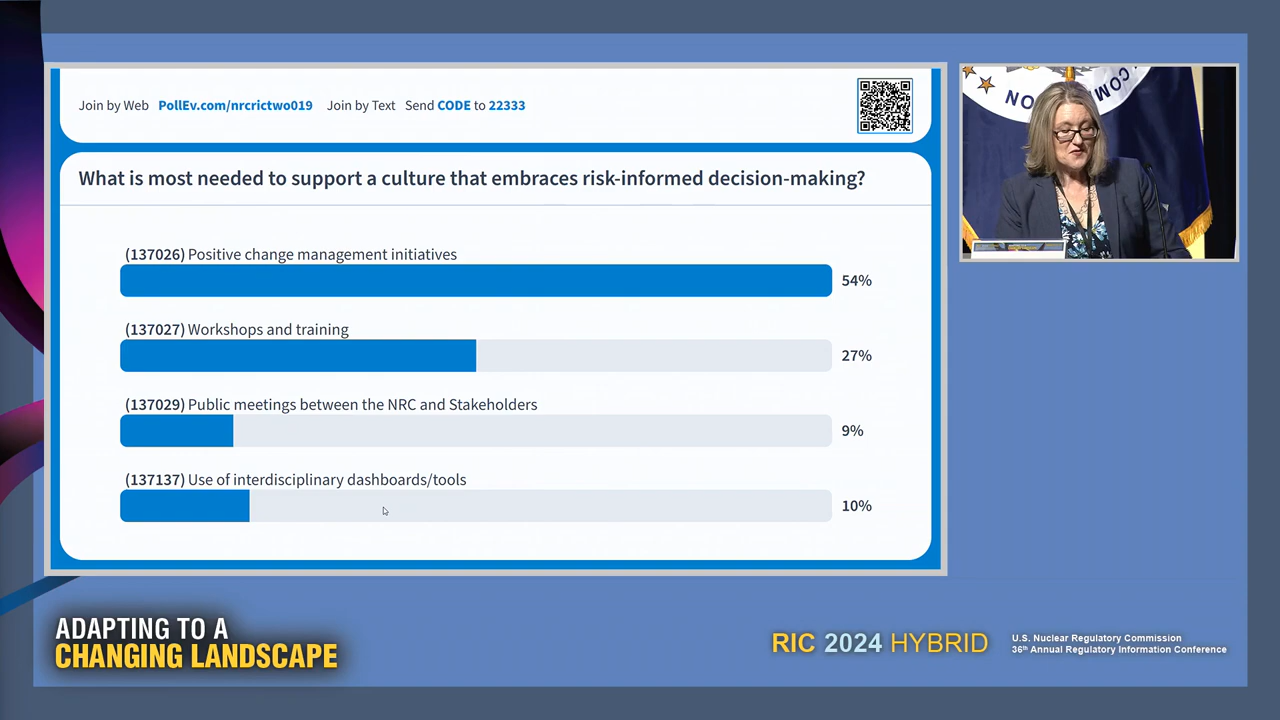 Join by Web PollEv.com/nrcrictwo019 Join by Text Send CODE to 22333
What is most needed to support a culture that embraces risk-informed decision-making?
(137026) Positive change management initiatives
54%
(137027) Workshops and training
27%
(137029) Public meetings between the NRC and Stakeholders
9%
(137137) Use of interdisciplinary dashboards/tools
10%
ADAPTING TO A
CHANGING LANDSCAPE
RIC 2024 HYBRID
U.S. Nuclear Regulatory Commission
36th Annual Regulatory Information Conference